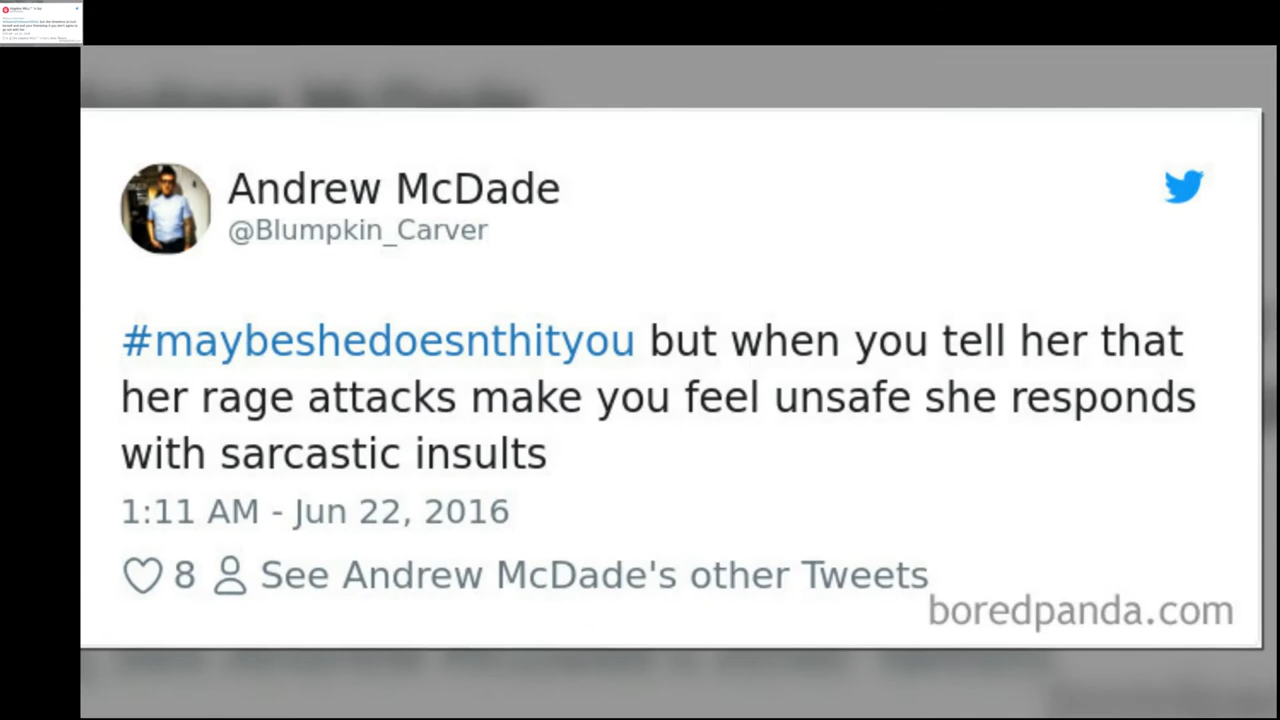 Andrew McDade
@Blumpkin_Carver
#maybeshedoesnthityou but when you tell her that
her rage attacks make you feel unsafe she responds
with sarcastic insults
1:11 AM - Jun 22, 2016
8 See Andrew McDade's other Tweets
boredpanda.com